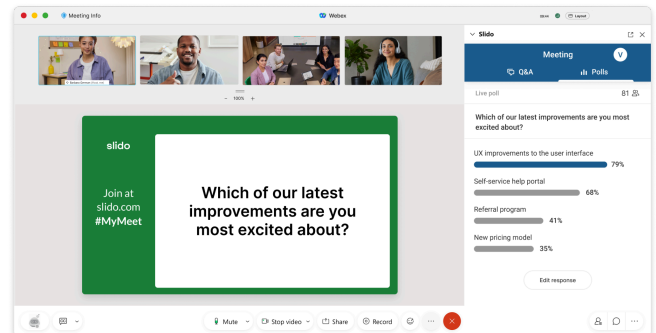 Meeting Info
Webex
Layout
100%
slido
Join at
slido.com
#MyMeet
Which of our latest
improvements are you
most excited about?
Mute
Stop video
Share
Record
Slido
Meeting
V
Q&A
Polls
Live poll
81
Which of our latest improvements are you most
excited about?
UX improvements to the user interface
79%
Self-service help portal
68%
Referral program
41%
New pricing model
35%
Edit response